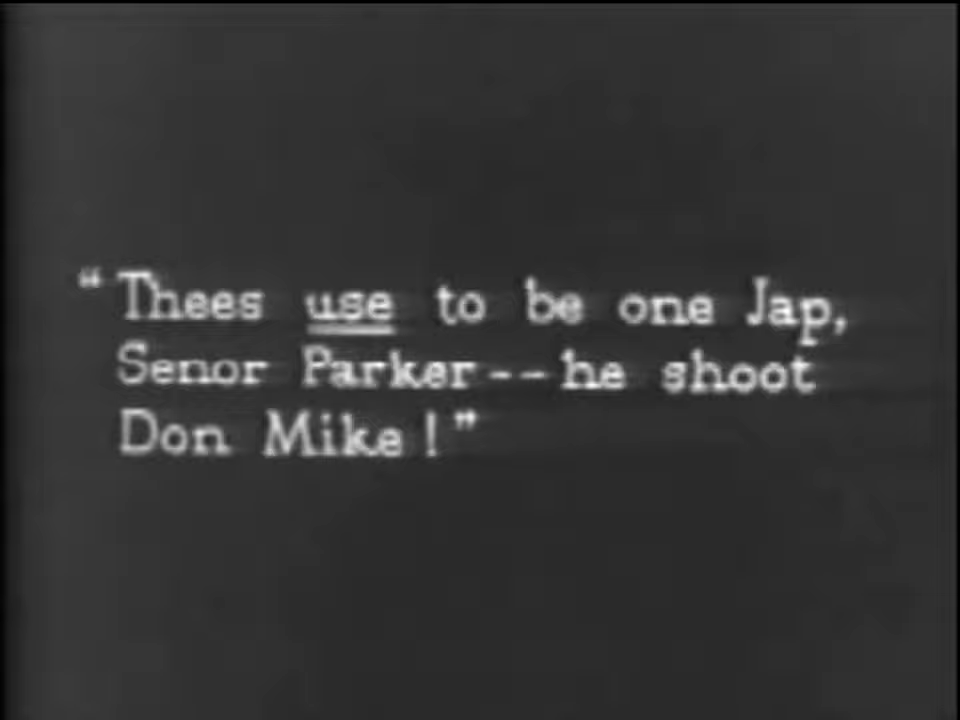 “Thees use to be one Jap,
Senor Parker--he shoot
Don Mike!”